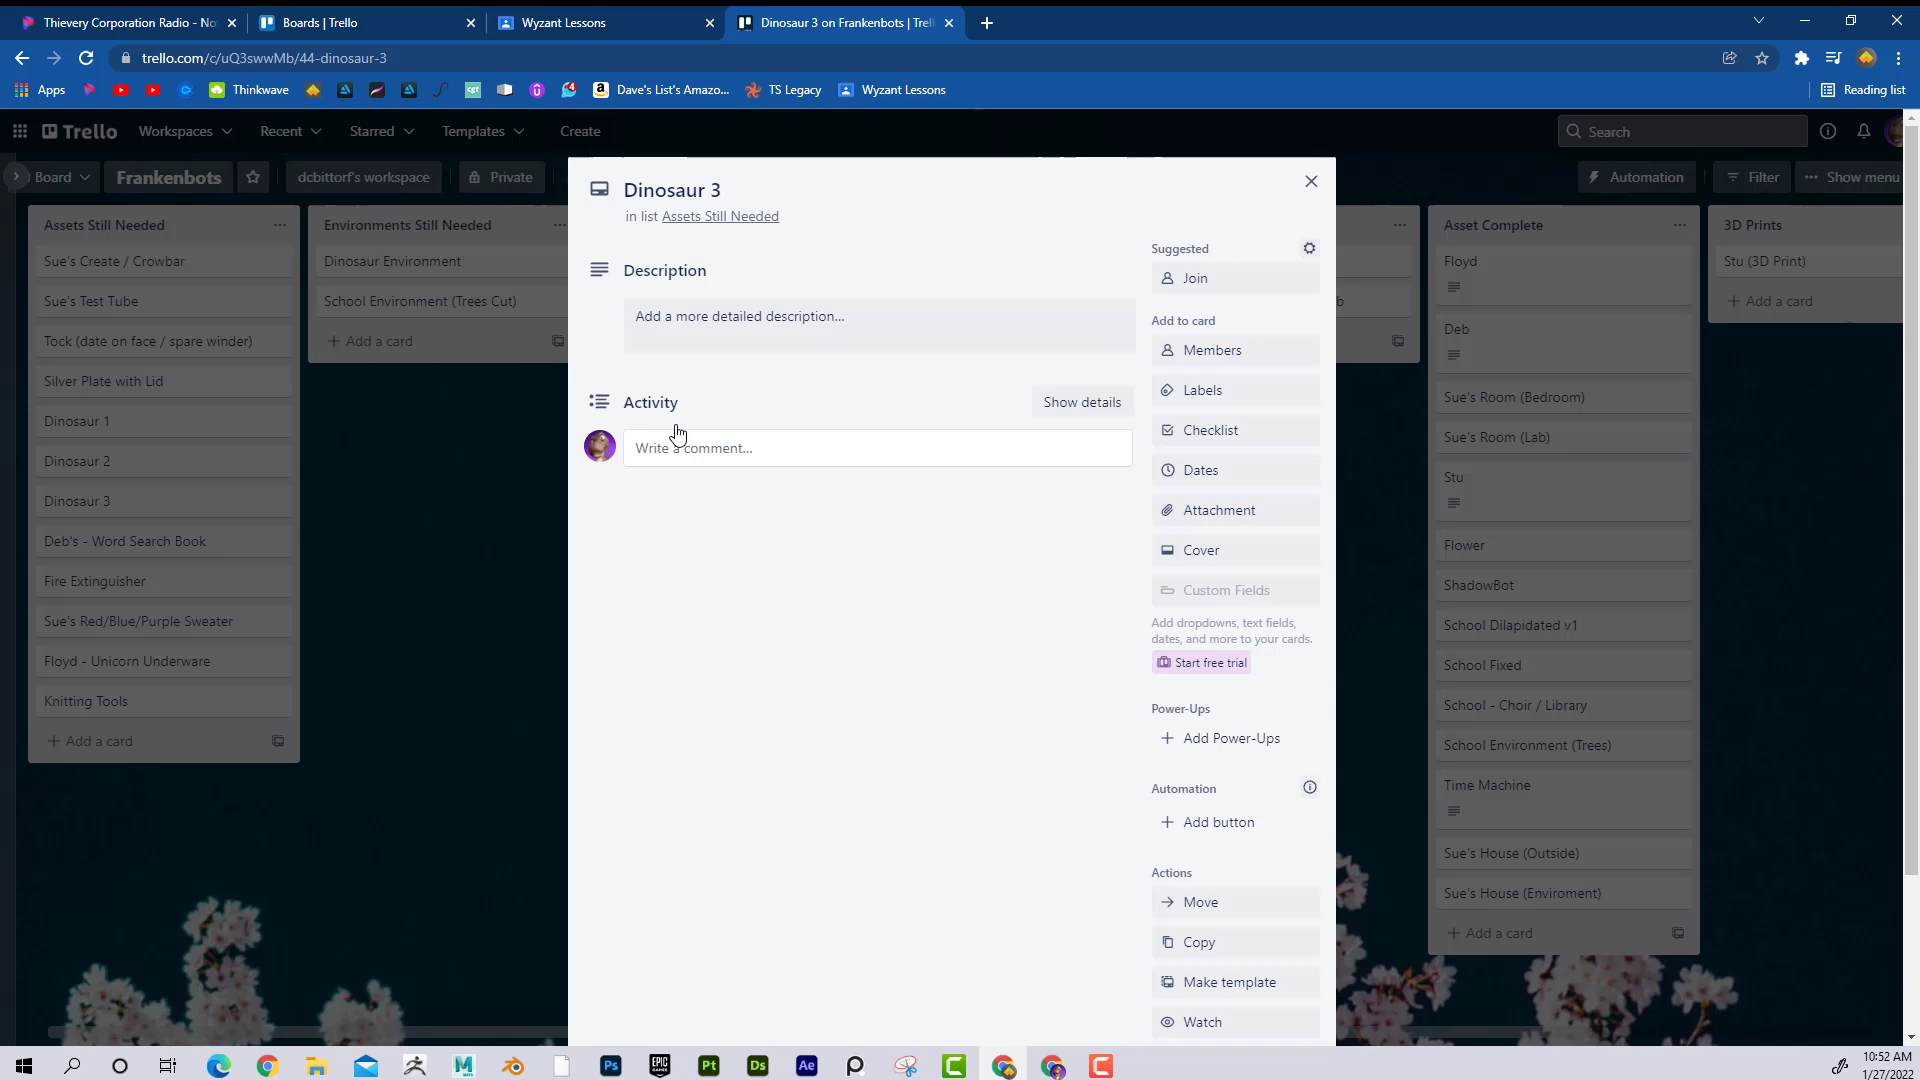 Thievery Corporation Radio - No
Boards | Trello
Wyzant Lessons
Dinosaur 3 on Frankenbots | Trell
trello.com/c/uQ3swwMb/44-dinosaur-3
Apps
Thinkwave
Dave's List's Amazo...
TS Legacy
Wyzant Lessons
Reading list
Trello
Workspaces
Recent
Starred
Templates
Create
Search
Board
Frankenbots
dcbittorf's workspace
Private
Automation
Filter
Show menu
Assets Still Needed
Sue's Create / Crowbar
Sue's Test Tube
Tock (date on face / spare winder)
Silver Plate with Lid
Dinosaur 1
Dinosaur 2
Dinosaur 3
Deb's - Word Search Book
Fire Extinguisher
Sue's Red/Blue/Purple Sweater
Floyd - Unicorn Underware
Knitting Tools
+ Add a card
Environments Still Needed
Dinosaur Environment
School Environment (Trees Cut)
+ Add a card
Dinosaur 3
in list Assets Still Needed
Description
Add a more detailed description...
Activity
Show details
Write a comment...
Suggested
Join
Add to card
Members
Labels
Checklist
Dates
Attachment
Cover
Custom Fields
Add dropdowns, text fields,
dates, and more to your cards.
Start free trial
Power-Ups
+ Add Power-Ups
Automation
+ Add button
Actions
Move
Copy
Make template
Watch
b
Asset Complete
Floyd
Deb
Sue's Room (Bedroom)
Sue's Room (Lab)
Stu
Flower
ShadowBot
School Dilapidated v1
School Fixed
School - Choir / Library
School Environment (Trees)
Time Machine
Sue's House (Outside)
Sue's House (Enviroment)
+ Add a card
3D Prints
Stu (3D Print)
+ Add a card
Ps
EPIC
GAMES
Pt
Ds
Ae
10:52 AM
1/27/2022